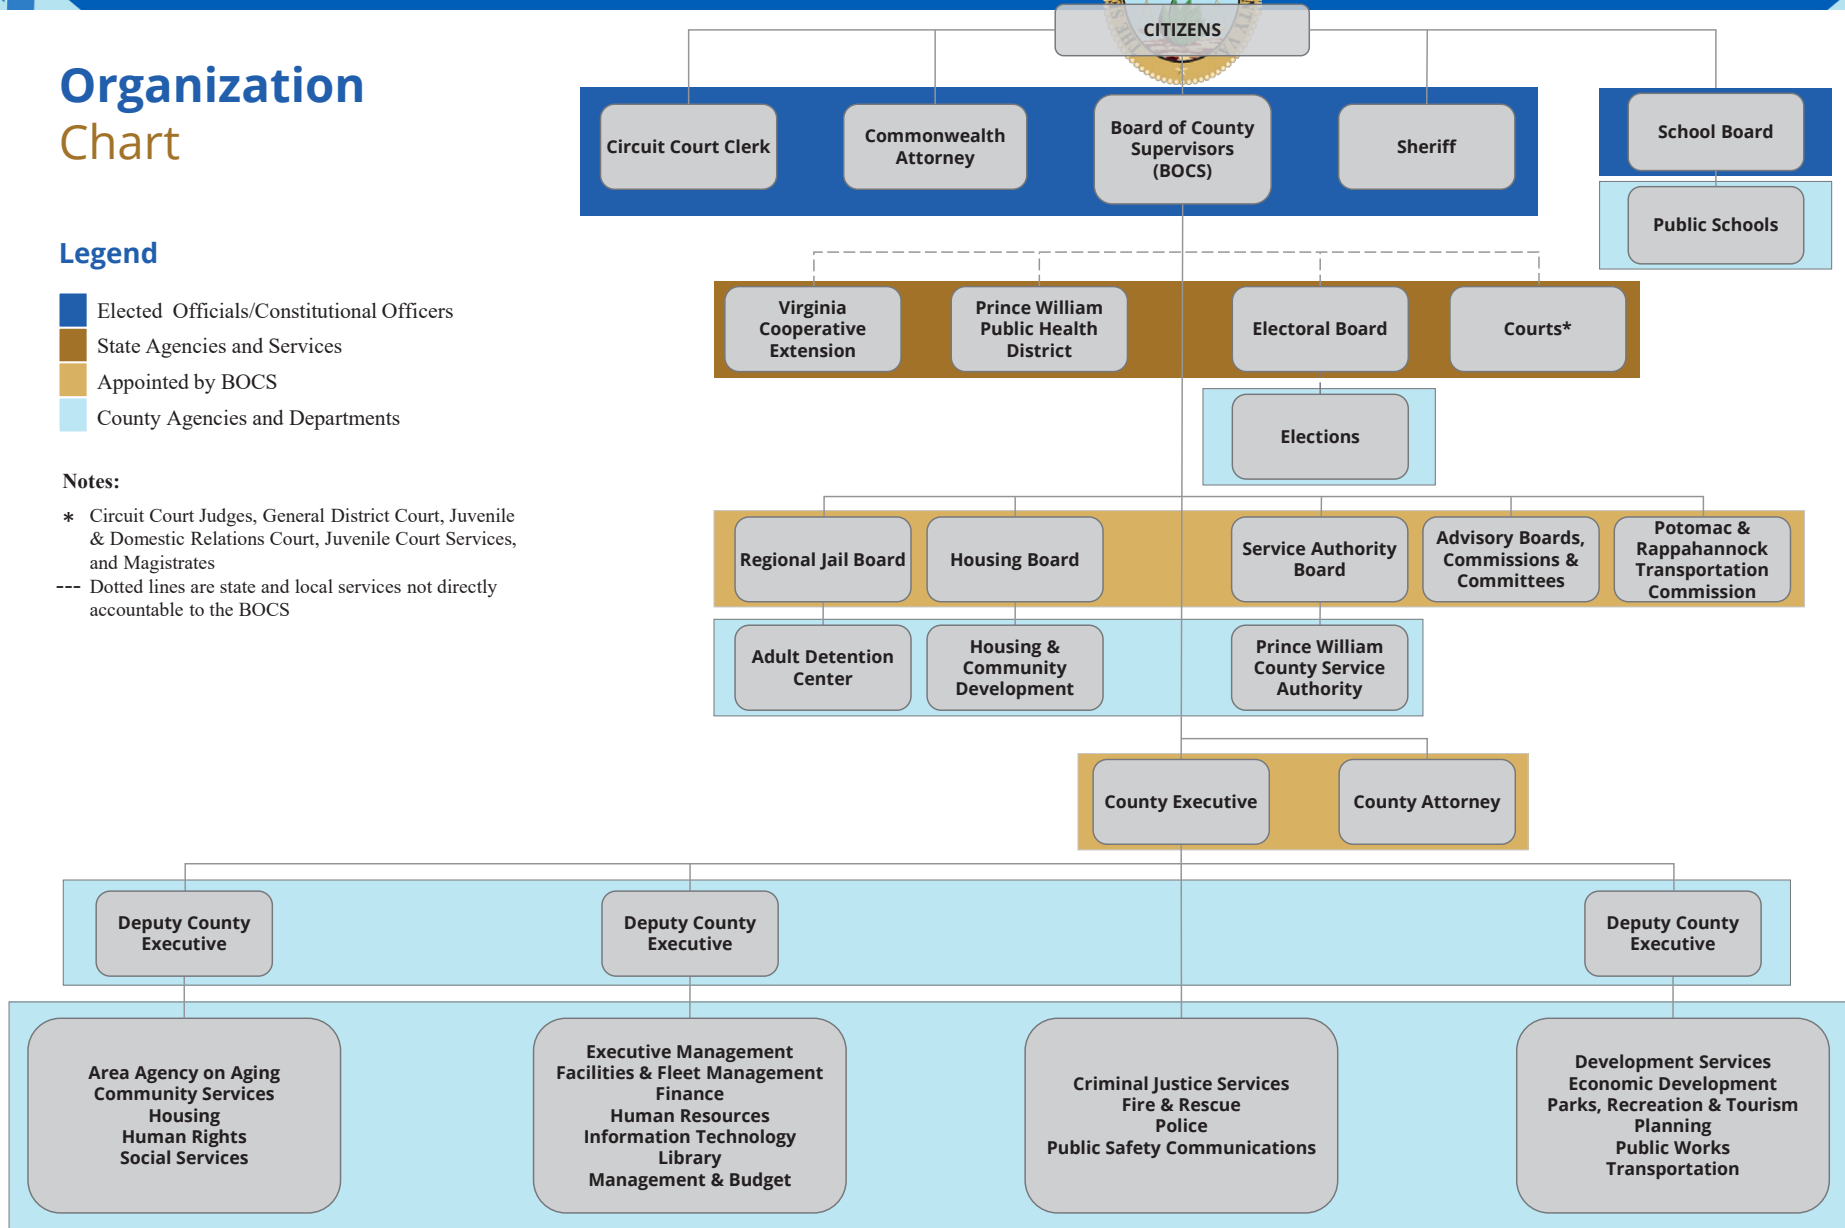 CITIZENS
Organization
Chart
Circuit Court Clerk
Commonwealth
Attorney
Board of County
Supervisors
(BOCS)
Sheriff
School Board
Public Schools
Legend
Elected Officials/Constitutional Officers
State Agencies and Services
Appointed by BOCS
County Agencies and Departments
Notes:
* Circuit Court Judges, General District Court, Juvenile
& Domestic Relations Court, Juvenile Court Services,
and Magistrates
--- Dotted lines are state and local services not directly
accountable to the BOCS
Virginia
Cooperative
Extension
Prince William
Public Health
District
Electoral Board
Courts*
Elections
Regional Jail Board
Housing Board
Service Authority
Board
Advisory Boards,
Commissions &
Committees
Potomac &
Rappahannock
Transportation
Commission
Adult Detention
Center
Housing &
Community
Development
Prince William
County Service
Authority
County Executive
County Attorney
Deputy County
Executive
Deputy County
Executive
Deputy County
Executive
Area Agency on Aging
Community Services
Housing
Human Rights
Social Services
Executive Management
Facilities & Fleet Management
Finance
Human Resources
Information Technology
Library
Management & Budget
Criminal Justice Services
Fire & Rescue
Police
Public Safety Communications
Development Services
Economic Development
Parks, Recreation & Tourism
Planning
Public Works
Transportation